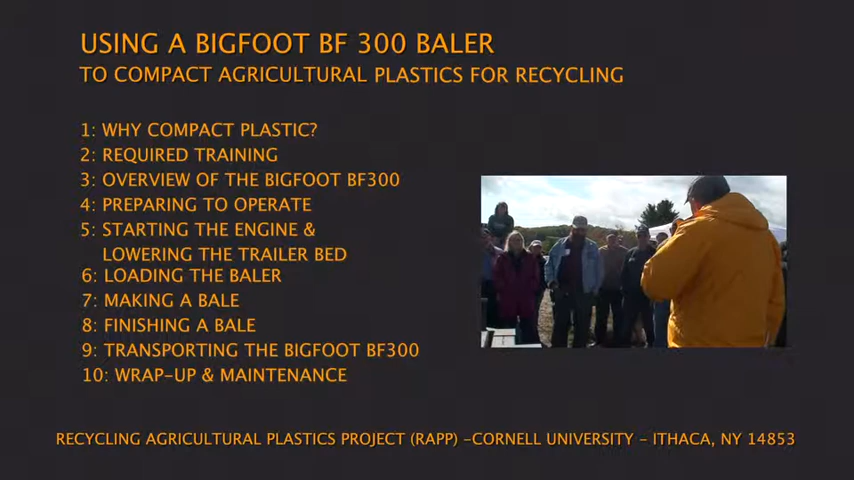 USING A BIGFOOT BF 300 BALER
TO COMPACT AGRICULTURAL PLASTICS FOR RECYCLING
1: WHY COMPACT PLASTIC?
2: REQUIRED TRAINING
3: OVERVIEW OF THE BIGFOOT BF300
4: PREPARING TO OPERATE
5: STARTING THE ENGINE &
LOWERING THE TRAILER BED
6: LOADING THE BALER
7: MAKING A BALE
8: FINISHING A BALE
9: TRANSPORTING THE BIGFOOT BF300
10: WRAP-UP & MAINTENANCE
RECYCLING AGRICULTURAL PLASTICS PROJECT (RAPP) -CORNELL UNIVERSITY - ITHACA, NY 14853